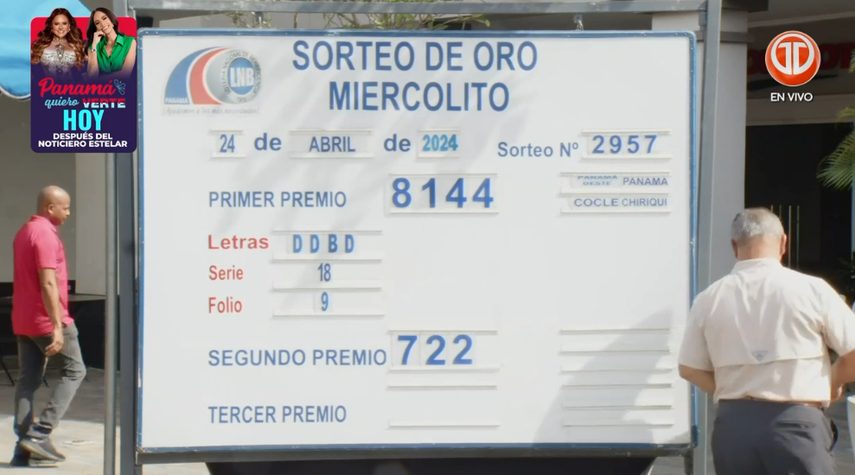 Panamá
quiero VERTE
HOY
DESPUÉS DEL
NOTICIERO ESTELAR
EN VIVO
LNB
PANAMÁ
SORTEO DE ORO
MIERCOLITO
24 de ABRIL de 2024 Sorteo Nº 2957
PRIMER PREMIO 8144
PANAMÁ OESTE PANAMA
COCLE CHIRIQUI
Letras D D B D
Serie 18
Folio 9
SEGUNDO PREMIO 722
TERCER PREMIO